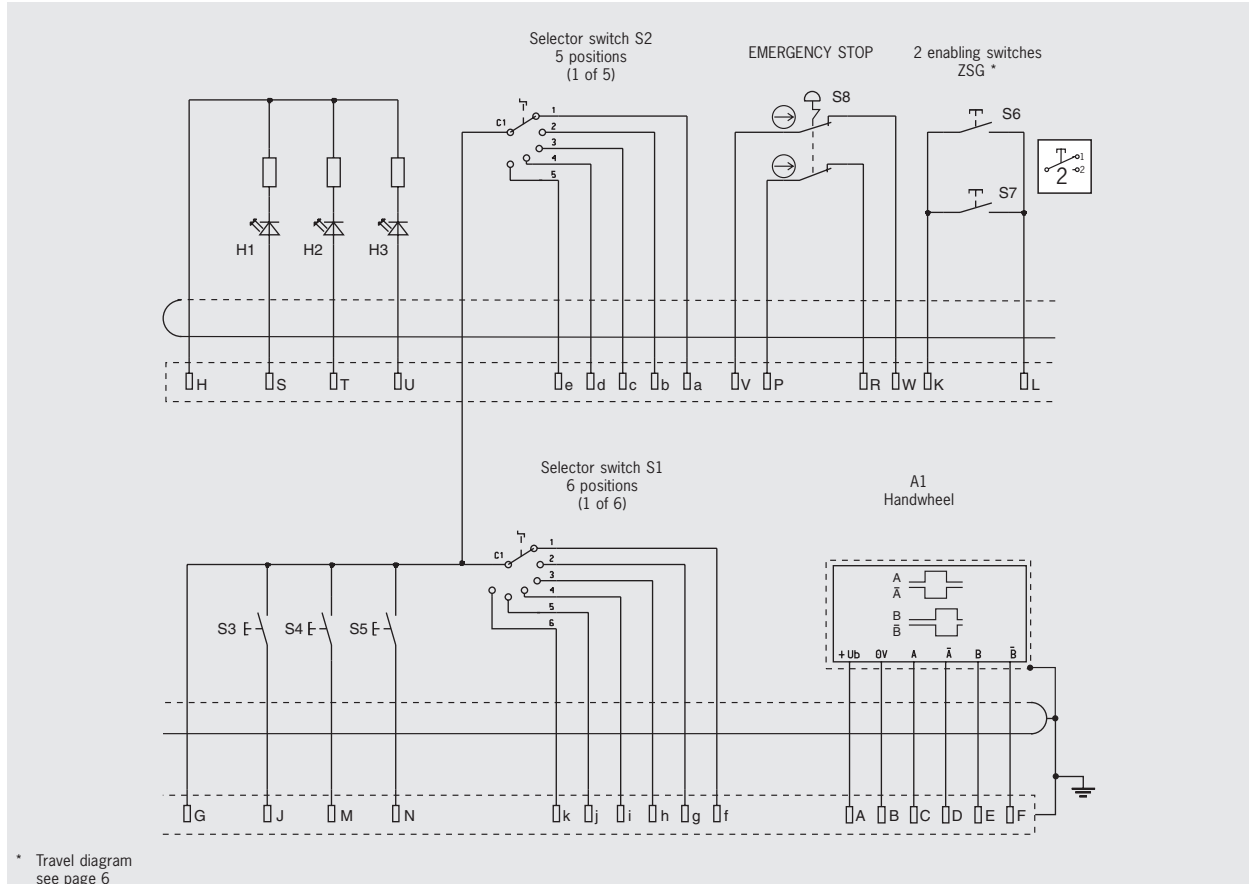 Selector switch S2
5 positions
(1 of 5)
EMERGENCY STOP
2 enabling switches
ZSG *
S8
S6
S7
1
2
2
C1
1
2
3
4
5
H1
H2
H3
H
S
T
U
e
d
c
b
a
V
P
R
W
K
L
Selector switch S1
6 positions
(1 of 6)
A1
Handwheel
C1
1
2
3
4
5
6
S3
S4
S5
A
A̅
B
B̅
+Ub
0V
A
A̅
B
B̅
G
J
M
N
k
j
i
h
g
f
A
B
C
D
E
F
* Travel diagram
see page 6